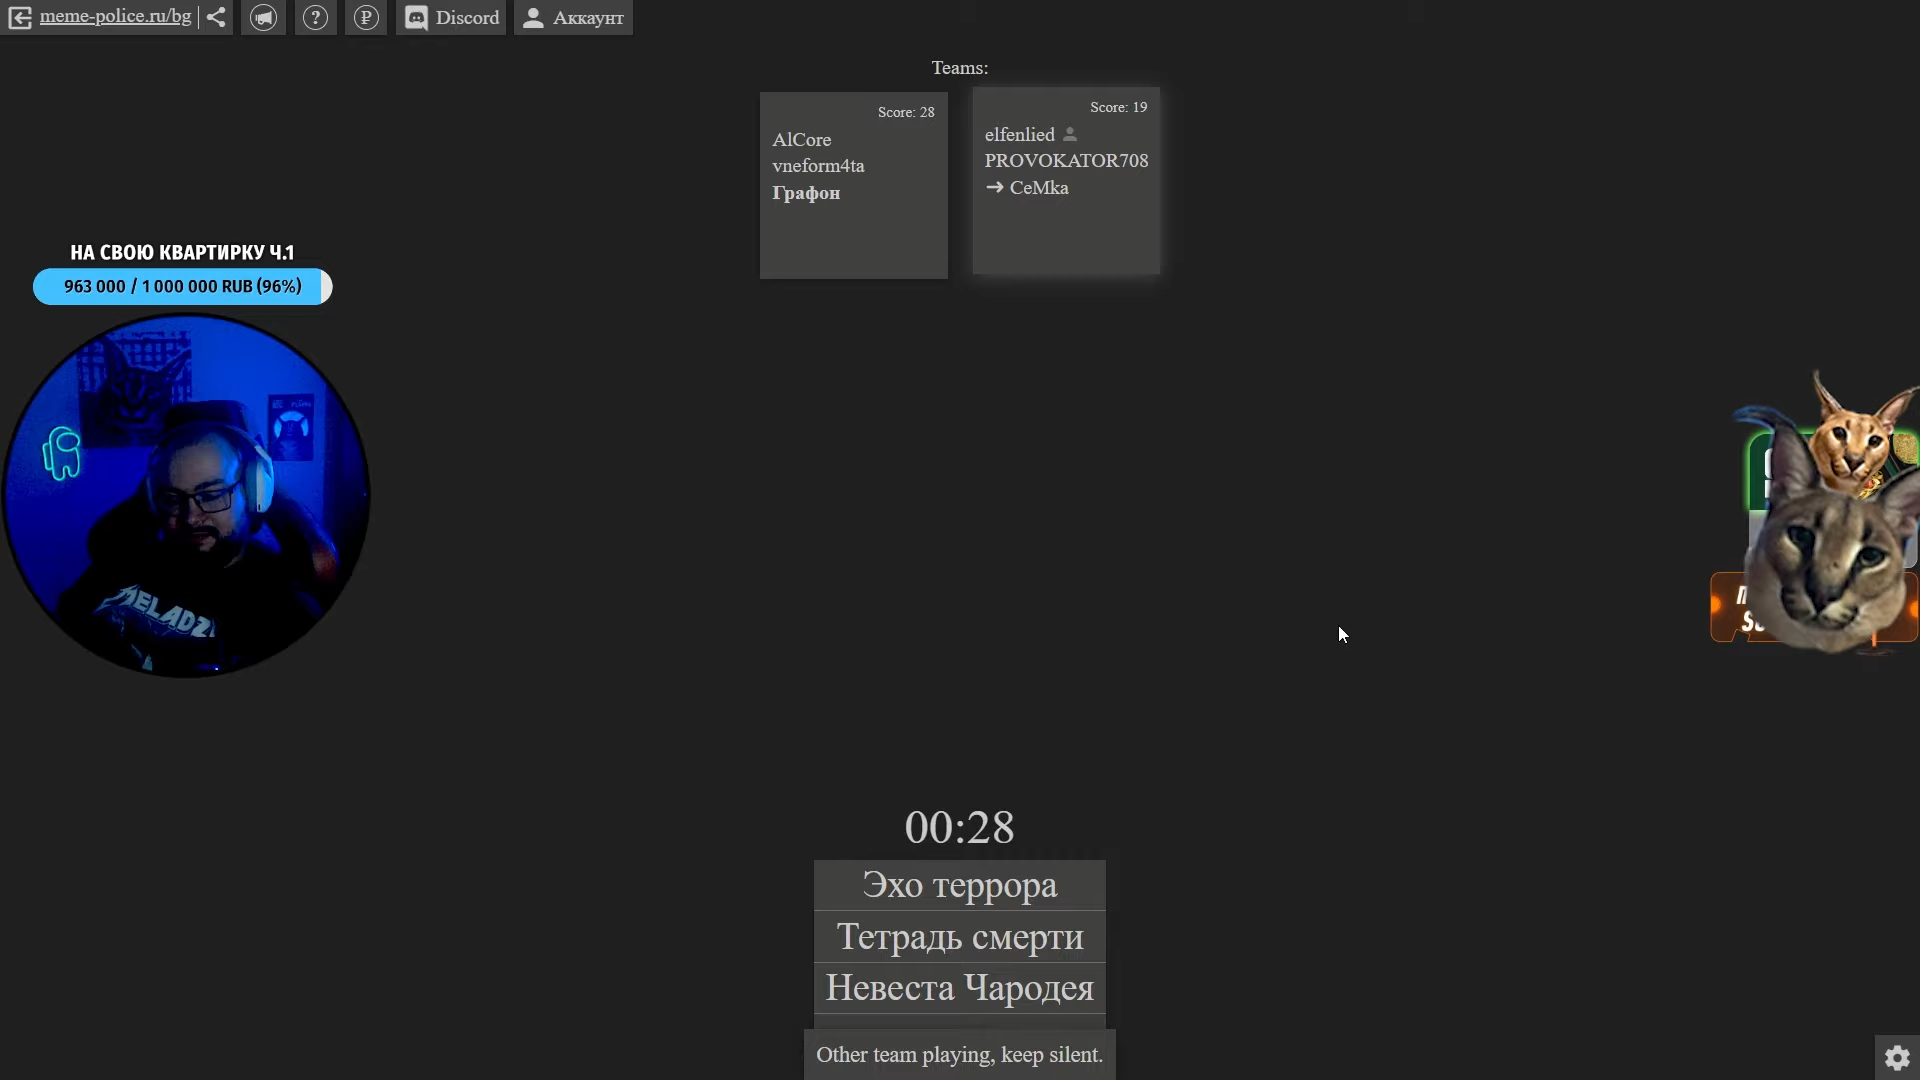 meme-police.ru/bg
Discord
Аккаунт
Teams:
Score: 28
AlCore
vneform4ta
Графон
Score: 19
elfenlied
PROVOKATOR708
→ CeMka
НА СВОЮ КВАРТИРКУ Ч.1
963 000 / 1 000 000 RUB (96%)
MELADZ
00:28
Эхо террора
Тетрадь смерти
Невеста Чародея
Other team playing, keep silent.